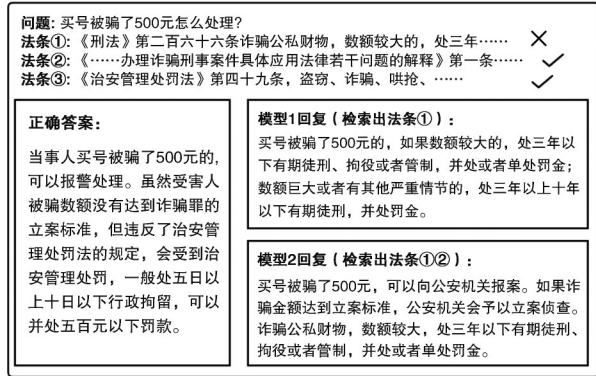 问题: 买号被骗了500元怎么处理?
法条①: 《刑法》第二百六十六条诈骗公私财物，数额较大的，处三年……
法条②: 《……办理诈骗刑事案件具体应用法律若干问题的解释》第一条……
法条③: 《治安管理处罚法》第四十九条，盗窃、诈骗、哄抢、……
正确答案：
当事人买号被骗了500元的,
可以报警处理。虽然受害人
被骗数额没有达到诈骗罪的
立案标准，但违反了治安管
理处罚法的规定，会受到治
安管理处罚，一般处五日以
上十日以下行政拘留，可以
并处五百元以下罚款。
模型1回复（检索出法条①）:
买号被骗了500元的，如果数额较大的，处三年以
下有期徒刑、拘役或者管制，并处或者单处罚金;
数额巨大或者有其他严重情节的，处三年以上十年
以下有期徒刑，并处罚金。
模型2回复（检索出法条①②）:
买号被骗了500元，可以向公安机关报案。如果诈
骗金额达到立案标准，公安机关会予以立案侦查。
诈骗公私财物，数额较大，处三年以下有期徒刑、
拘役或者管制，并处或者单处罚金。